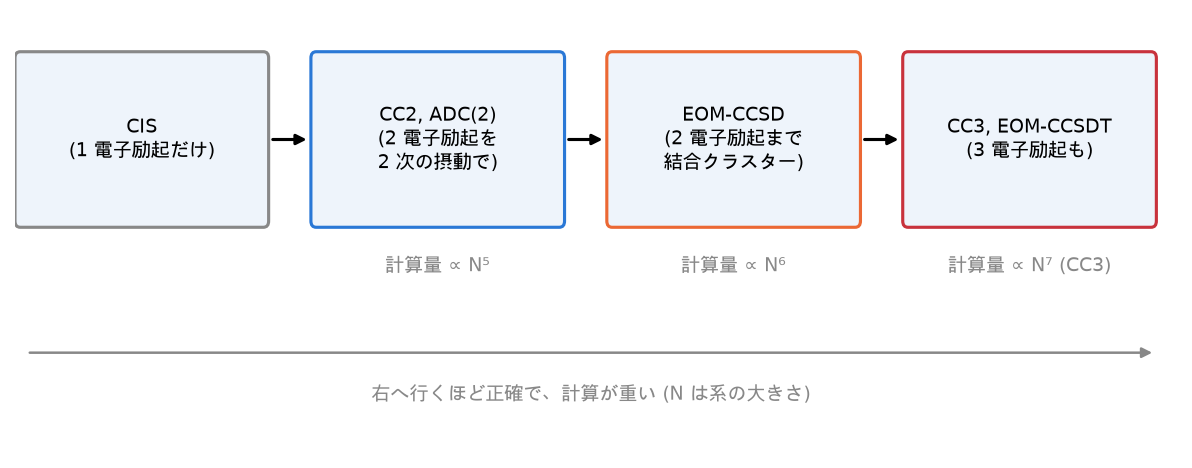 CIS
(1 電子励起だけ)
CC2, ADC(2)
(2 電子励起を
2 次の摂動で)
EOM-CCSD
(2 電子励起まで
結合クラスター)
CC3, EOM-CCSDT
(3 電子励起も)
計算量 ∝ N⁵
計算量 ∝ N⁶
計算量 ∝ N⁷ (CC3)
右へ行くほど正確で、計算が重い (N は系の大きさ)